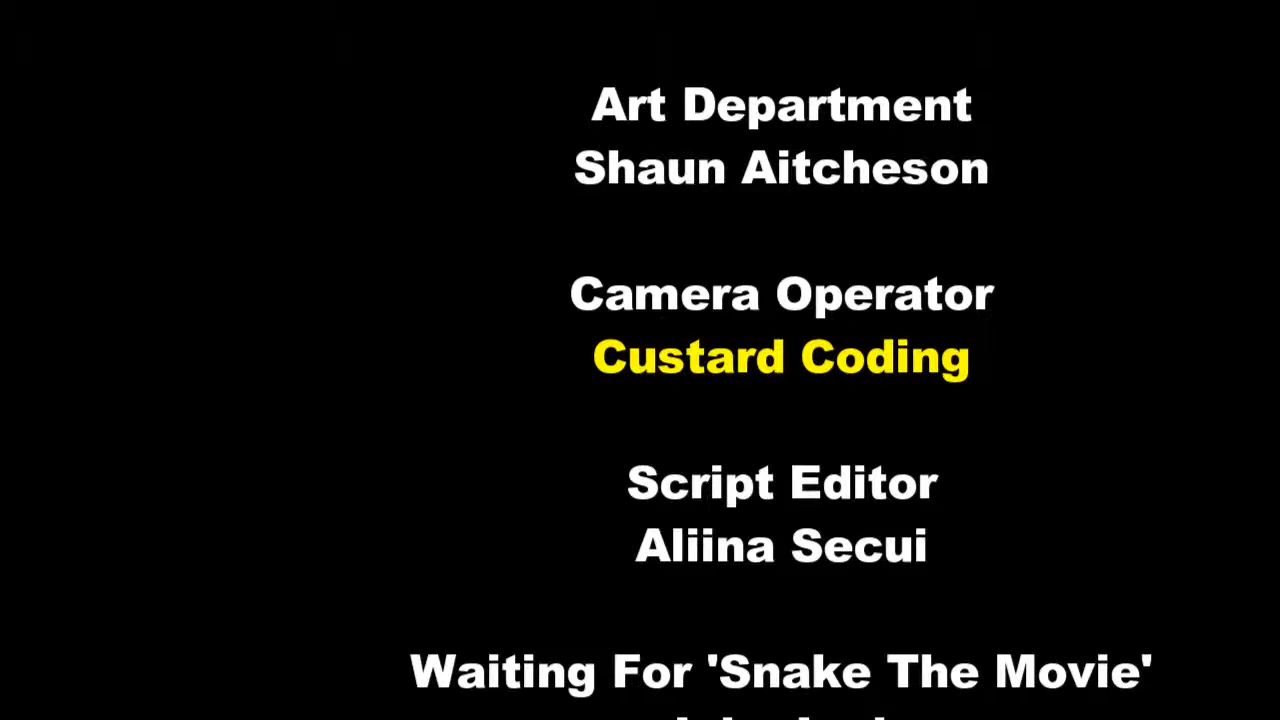 Art Department
Shaun Aitcheson
Camera Operator
Custard Coding
Script Editor
Aliina Secui
Waiting For 'Snake The Movie'